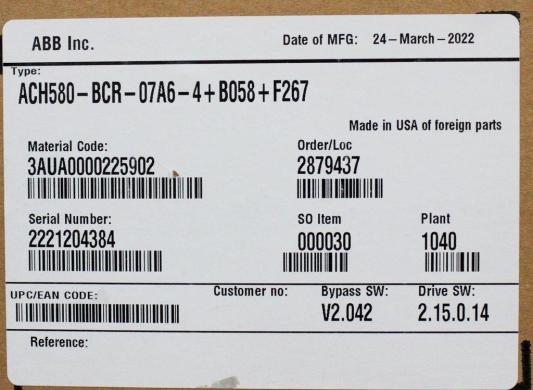 ABB Inc.
Date of MFG: 24-March-2022
Type:
ACH580-BCR-07A6-4+B058+F267
Made in USA of foreign parts
Material Code:
3AUA0000225902
Order/Loc
2879437
Serial Number:
2221204384
SO Item
000030
Plant
1040
UPC/EAN CODE:
Customer no:
Bypass SW:
V2.042
Drive SW:
2.15.0.14
Reference: